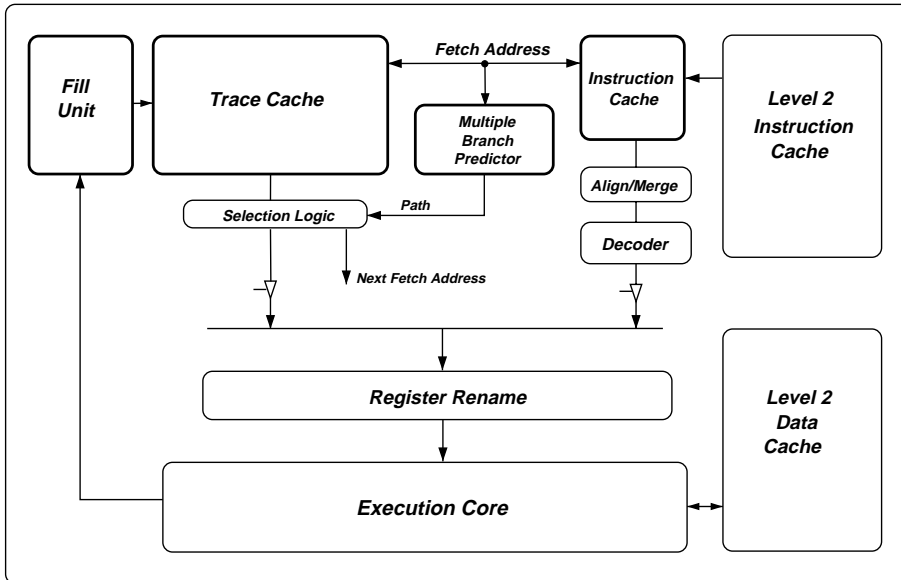 Fetch Address
Fill
Unit
Trace Cache
Instruction
Cache
Level 2
Instruction
Cache
Multiple
Branch
Predictor
Align/Merge
Path
Selection Logic
Decoder
Next Fetch Address
Register Rename
Level 2
Data
Cache
Execution Core